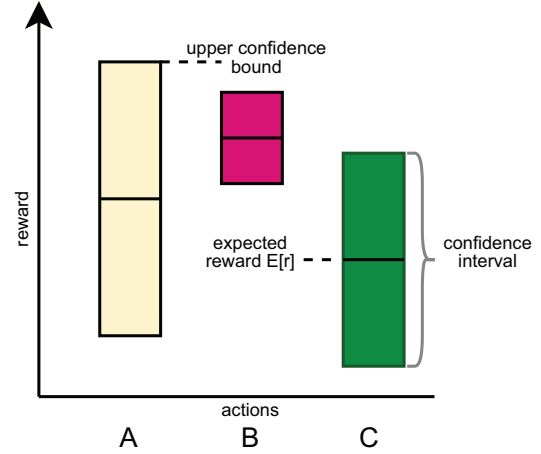 upper confidence
bound
reward
expected
reward E[r]
confidence
interval
actions
A B C